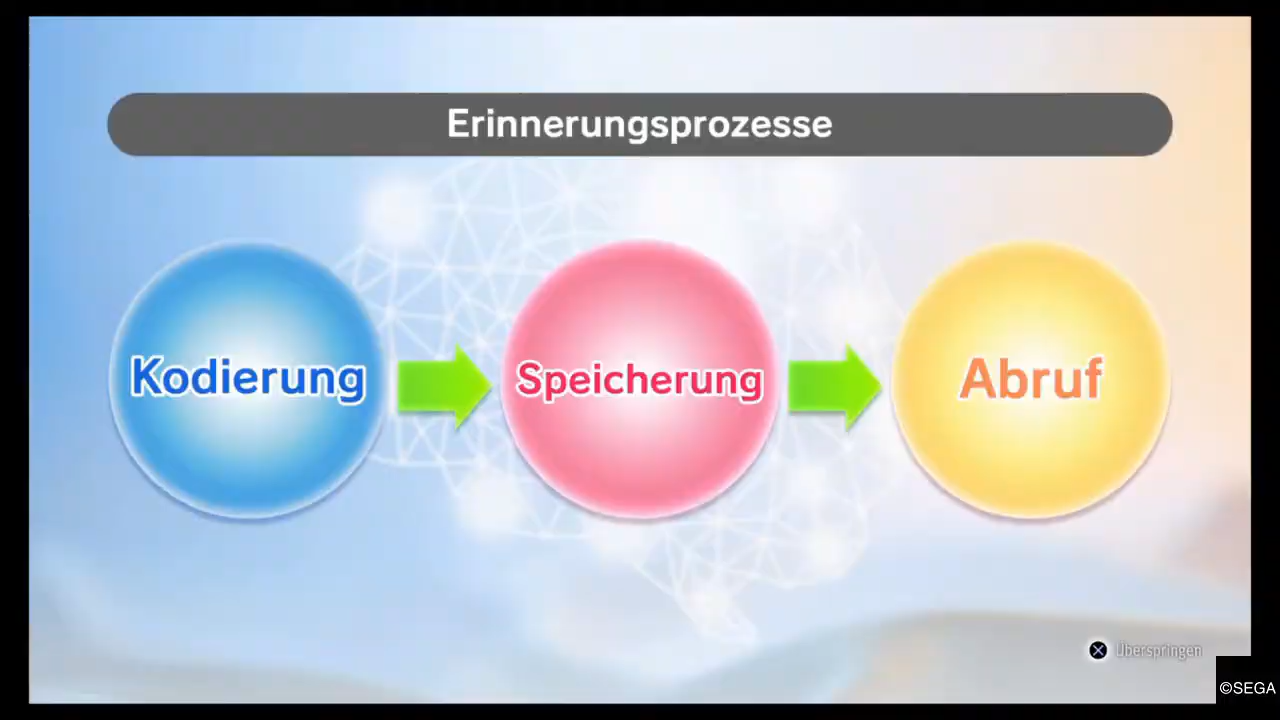 Erinnerungsprozesse
Kodierung
Speicherung
Abruf
Überspringen
©SEGA